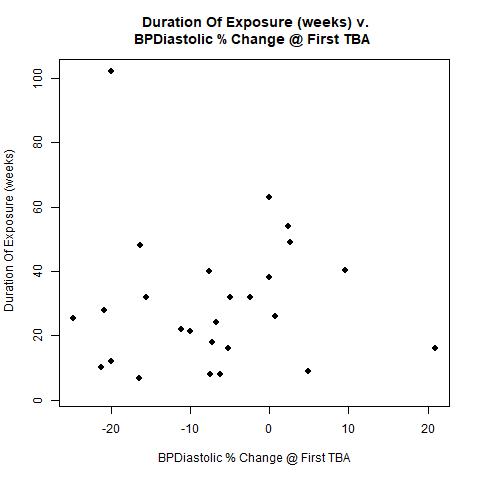 Duration Of Exposure (weeks) v.
BPDiastolic % Change @ First TBA
Duration Of Exposure (weeks)
100
80
60
40
20
0
-20 -10 0 10 20
BPDiastolic % Change @ First TBA